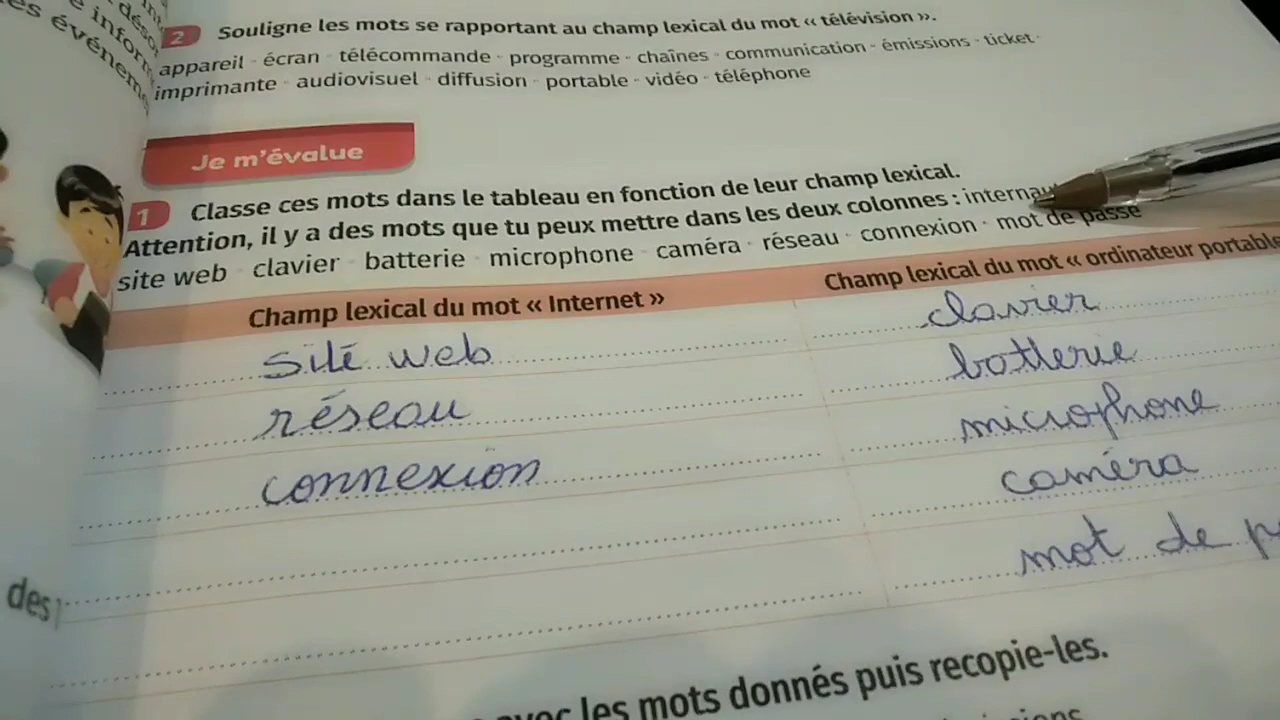 événem
2 Souligne les mots se rapportant au champ lexical du mot « télévision ».
appareil - écran - télécommande - programme - chaînes - communication - émissions - ticket -
imprimante - audiovisuel - diffusion - portable - vidéo - téléphone
Je m'évalue
1 Classe ces mots dans le tableau en fonction de leur champ lexical.
Attention, il y a des mots que tu peux mettre dans les deux colonnes : internau
site web - clavier - batterie - microphone - caméra - réseau - connexion - mot de passe
Champ lexical du mot « Internet » Champ lexical du mot « ordinateur portable
site web clavier
réseau batterie
connexion microphone
caméra
mot de p
des
les mots donnés puis recopie-les.